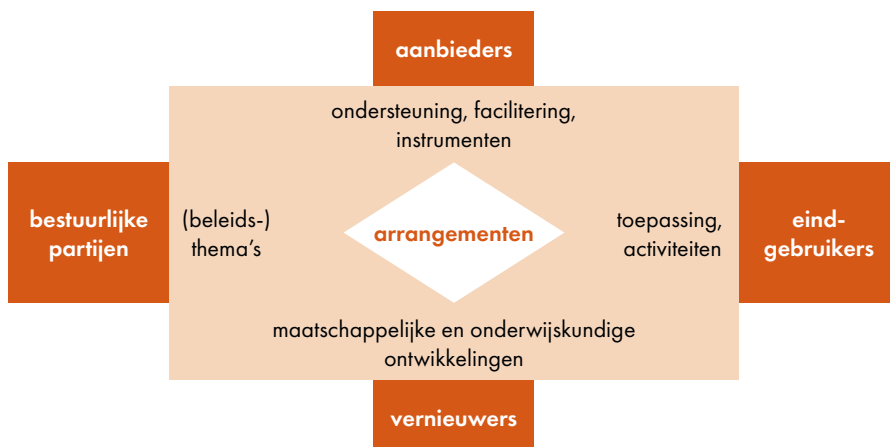 aanbieders
ondersteuning, facilitering,
instrumenten
bestuurlijke
partijen
(beleids-)
thema's
arrangementen
toepassing,
activiteiten
eind-
gebruikers
maatschappelijke en onderwijskundige
ontwikkelingen
vernieuwers